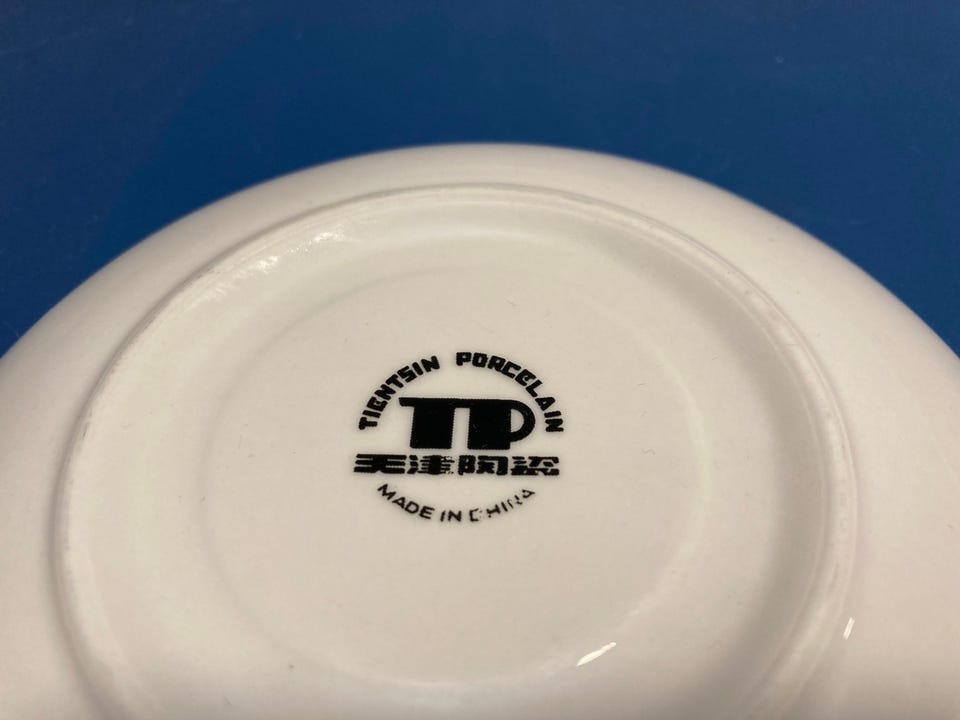 TIENTSIN PORCELAIN
TP
天津陶瓷
MADE IN CHINA